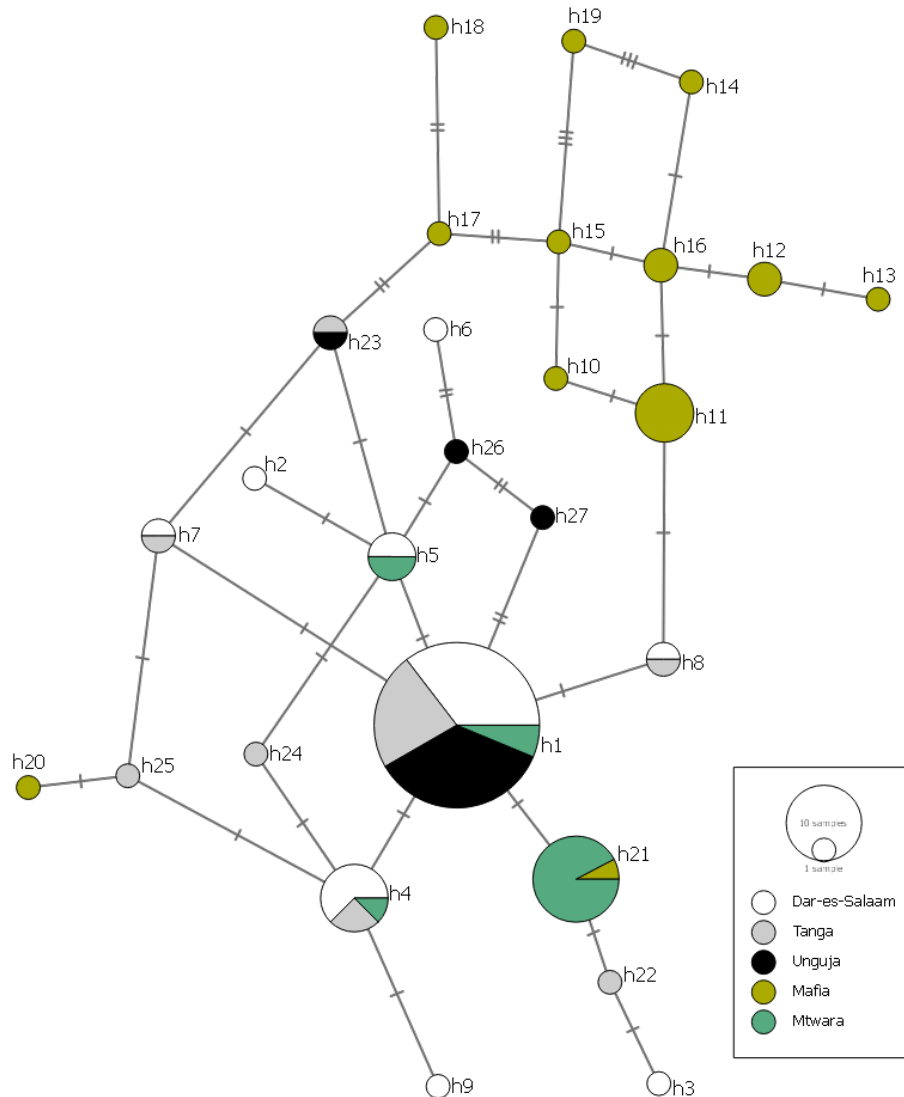 h19
h18
h14
h17
h15
h16
h12
h13
h23
h6
h10
h11
h26
h2
h27
h7
h5
h8
h1
h24
h20
h25
h21
h4
h22
h9
h3
10 samples
1 sample
Dar-es-Salaam
Tanga
Unguja
Mafia
Mtwara